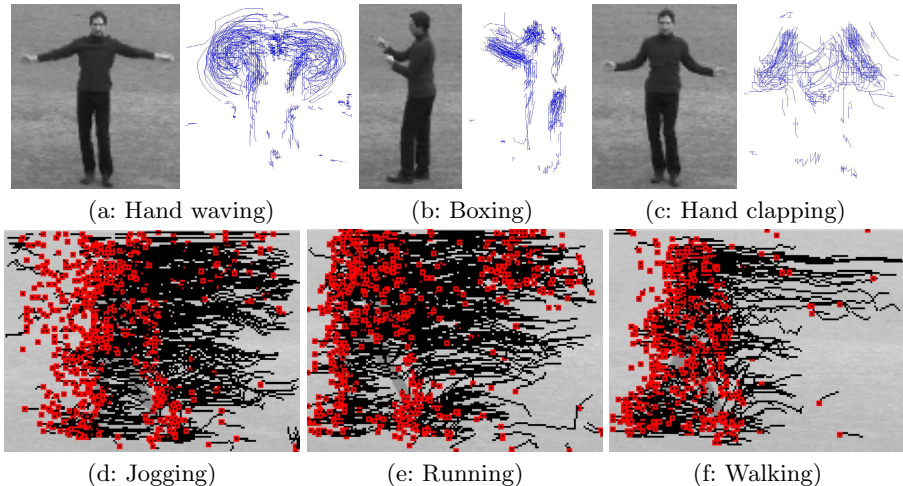 (a: Hand waving)
(b: Boxing)
(c: Hand clapping)
(d: Jogging)
(e: Running)
(f: Walking)